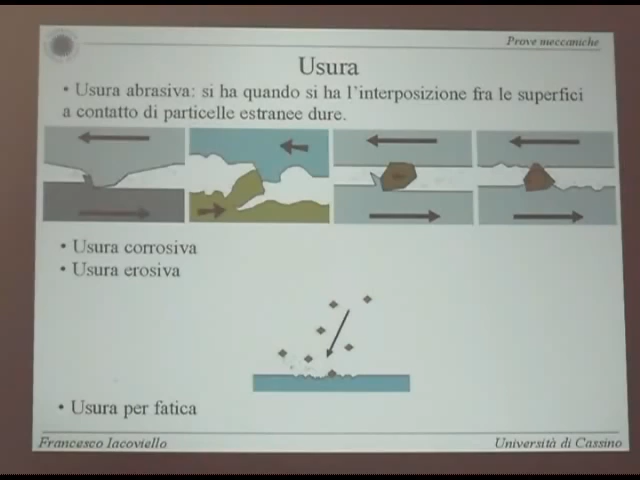 Prove meccaniche
Usura
• Usura abrasiva: si ha quando si ha l'interposizione fra le superfici
a contatto di particelle estranee dure.
• Usura corrosiva
• Usura erosiva
• Usura per fatica
Francesco Iacoviello
Università di Cassino